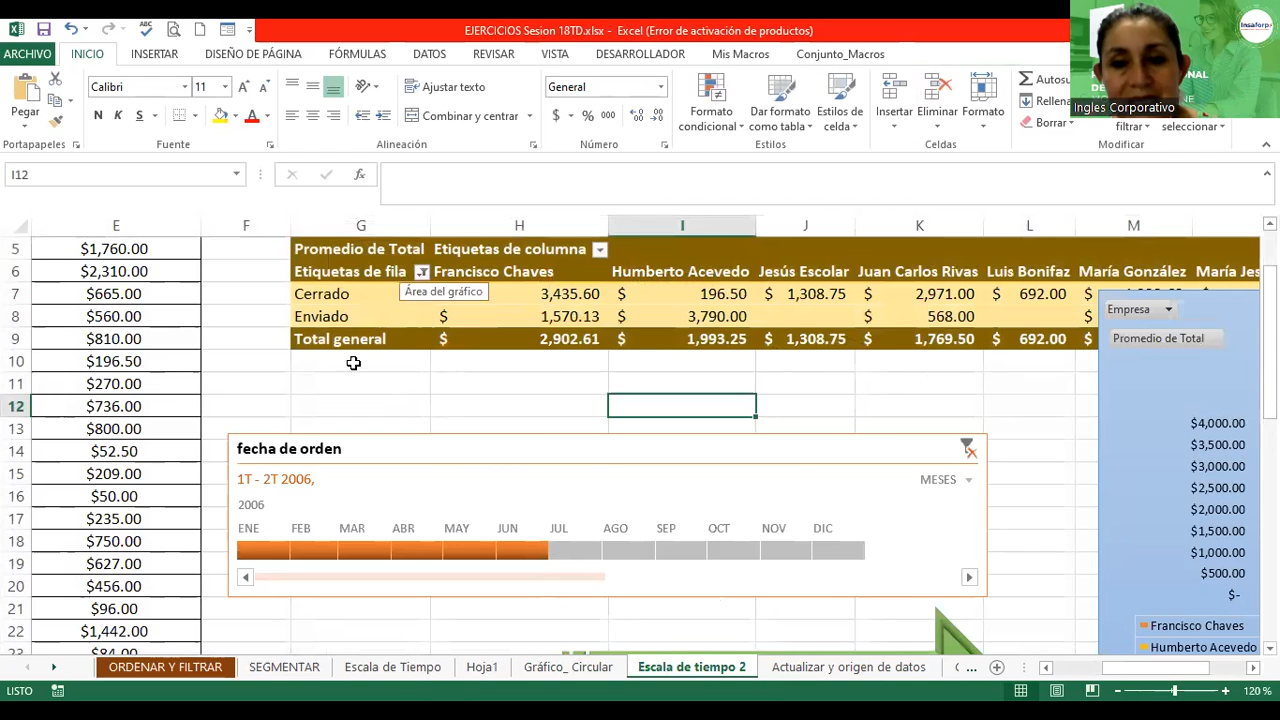 EJERCICIOS Sesion 18TD.xlsx - Excel (Error de activación de productos)
ARCHIVO INICIO INSERTAR DISEÑO DE PÁGINA FÓRMULAS DATOS REVISAR VISTA DESARROLLADOR Mis Macros Conjunto_Macros
Insaforp
Ingles Corporativo
Pegar
Calibri 11
N K S
Ajustar texto
Combinar y centrar
General
$ % 000
Formato condicional
Dar formato como tabla
Estilos de celda
Insertar Eliminar Formato
Autosu
Rellena
Borrar
filtrar seleccionar
Portapapeles Fuente Alineación Número Estilos Celdas Modificar
I12
E F G H I J K L M
5 $1,760.00 Promedio de Total Etiquetas de columna
6 $2,310.00 Etiquetas de fila Francisco Chaves Humberto Acevedo Jesús Escolar Juan Carlos Rivas Luis Bonifaz María González María Jes
7 $665.00 Cerrado 3,435.60 $ 196.50 $ 1,308.75 $ 2,971.00 $ 692.00 $
Área del gráfico
8 $560.00 Enviado $ 1,570.13 $ 3,790.00 $ 568.00 $
9 $810.00 Total general $ 2,902.61 $ 1,993.25 $ 1,308.75 $ 1,769.50 $ 692.00 $
10 $196.50
11 $270.00
12 $736.00
13 $800.00
14 $52.50
15 $209.00
16 $50.00
17 $235.00
18 $750.00
19 $627.00
20 $456.00
21 $96.00
22 $1,442.00
23 $84.00
fecha de orden
1T - 2T 2006,
MESES
2006
ENE FEB MAR ABR MAY JUN JUL AGO SEP OCT NOV DIC
Empresa
Promedio de Total
$4,000.00
$3,500.00
$3,000.00
$2,500.00
$2,000.00
$1,500.00
$1,000.00
$500.00
$-
Francisco Chaves
Humberto Acevedo
ORDENAR Y FILTRAR SEGMENTAR Escala de Tiempo Hoja1 Gráfico_Circular Escala de tiempo 2 Actualizar y origen de datos
LISTO
120 %